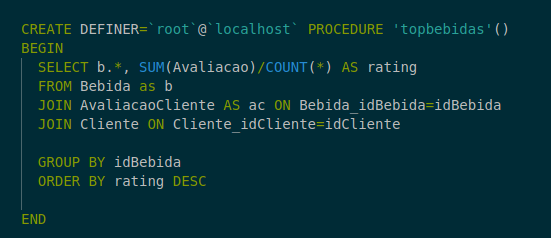 CREATE DEFINER=`root`@`localhost` PROCEDURE 'topbebidas'()
BEGIN
SELECT b.*, SUM(Avaliacao)/COUNT(*) AS rating
FROM Bebida as b
JOIN AvaliacaoCliente AS ac ON Bebida_idBebida=idBebida
JOIN Cliente ON Cliente_idCliente=idCliente
GROUP BY idBebida
ORDER BY rating DESC
END